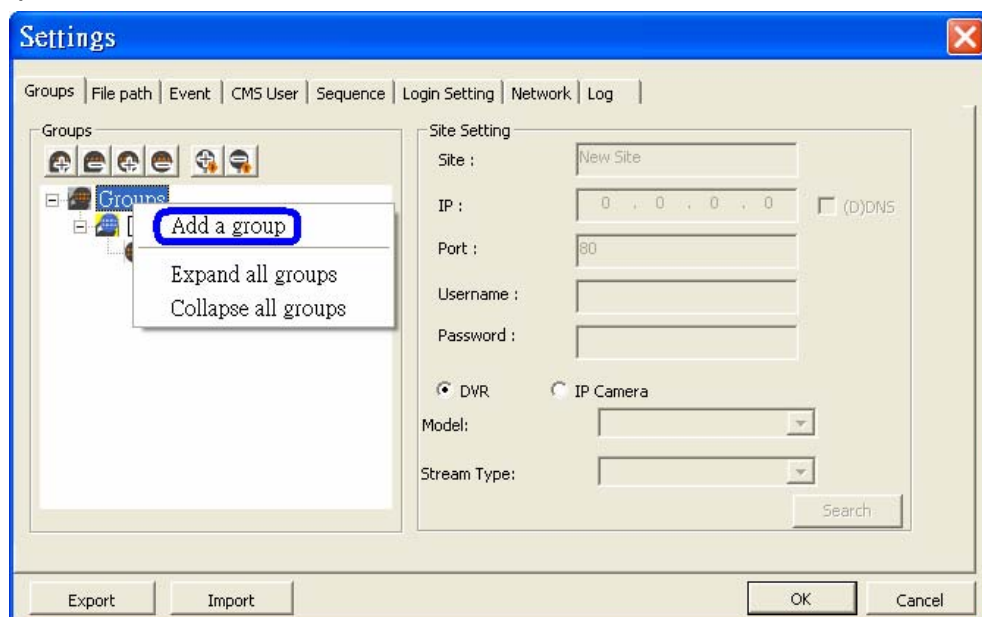 Settings
Groups File path Event CMS User Sequence Login Setting Network Log
Groups
Groups
Add a group
Expand all groups
Collapse all groups
Site Setting
Site : New Site
IP : 0 . 0 . 0 . 0 (D)DNS
Port : 80
Username :
Password :
DVR IP Camera
Model:
Stream Type:
Search
Export Import OK Cancel